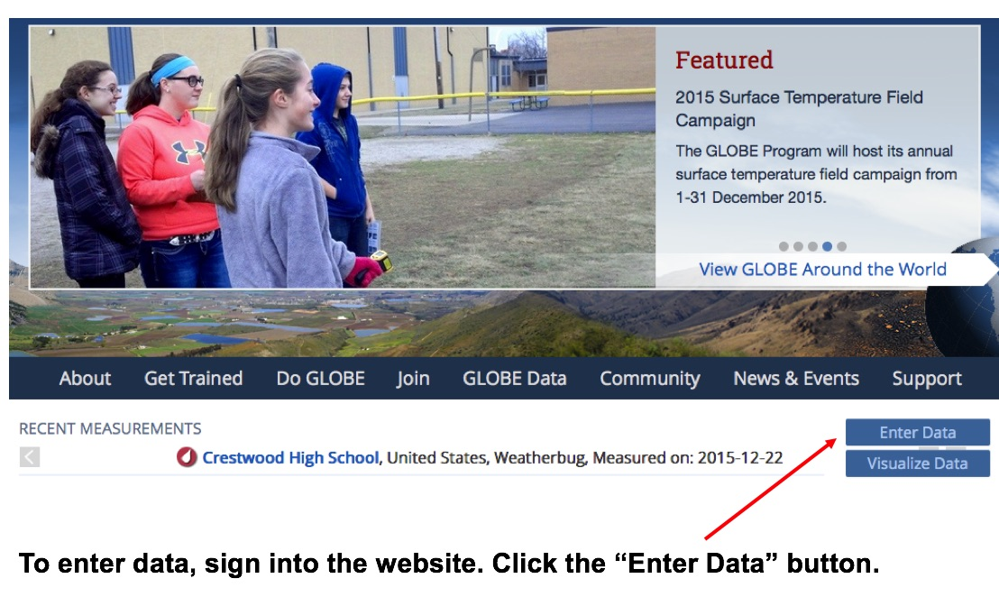 Featured
2015 Surface Temperature Field
Campaign
The GLOBE Program will host its annual
surface temperature field campaign from
1-31 December 2015.
View GLOBE Around the World
About Get Trained Do GLOBE Join GLOBE Data Community News & Events Support
RECENT MEASUREMENTS
Enter Data
Crestwood High School, United States, Weatherbug, Measured on: 2015-12-22
Visualize Data
To enter data, sign into the website. Click the “Enter Data” button.